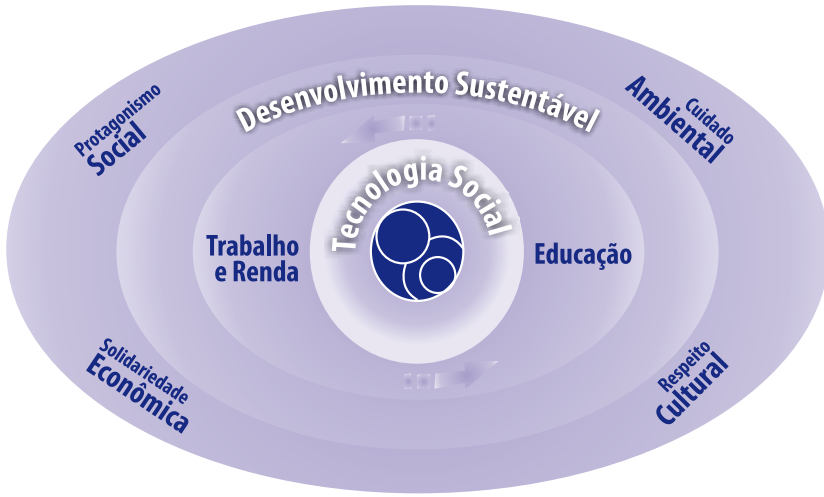 Desenvolvimento Sustentável
Protagonismo
Social
Cuidado
Ambiental
Tecnologia Social
Trabalho
e Renda
Educação
Solidariedade
Econômica
Respeito
Cultural